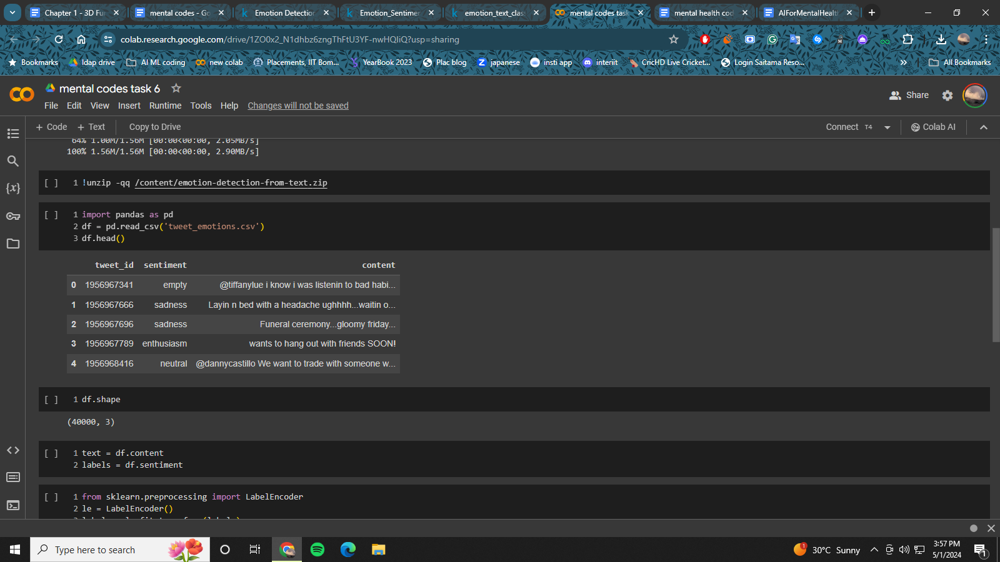 Chapter 1 - 3D Fur
mental codes - Go
Emotion Detection
Emotion_Sentimen
emotion_text_class
mental codes task
mental health cod
AIForMentalHealt
colab.research.google.com/drive/1ZO0x2_N1dhbz6zngThFtU3YF-nwHQIiQ?usp=sharing
Bookmarks
Idap drive
AI ML coding
new colab
Placements, IIT Bom...
YearBook 2023
Plac blog
japanese
insti app
interiit
CricHD Live Cricket...
Login Saitama Reso...
»
All Bookmarks
mental codes task 6
Share
File Edit View Insert Runtime Tools Help Changes will not be saved
+ Code + Text Copy to Drive
Connect T4
Colab AI
64% 1.00M/1.56M [00:00<00:00, 2.05MB/s]
100% 1.56M/1.56M [00:00<00:00, 2.90MB/s]
[ ] 1 !unzip -qq /content/emotion-detection-from-text.zip
[ ] 1 import pandas as pd
2 df = pd.read_csv('tweet_emotions.csv')
3 df.head()
tweet_id sentiment content
0 1956967341 empty @tiffanylue i know i was listenin to bad habi...
1 1956967666 sadness Layin n bed with a headache ughhhh...waitin o...
2 1956967696 sadness Funeral ceremony...gloomy friday...
3 1956967789 enthusiasm wants to hang out with friends SOON!
4 1956968416 neutral @dannycastillo We want to trade with someone w...
[ ] 1 df.shape
(40000, 3)
[ ] 1 text = df.content
2 labels = df.sentiment
[ ] 1 from sklearn.preprocessing import LabelEncoder
2 le = LabelEncoder()
Type here to search
1
30°C Sunny
3:57 PM
5/1/2024
1